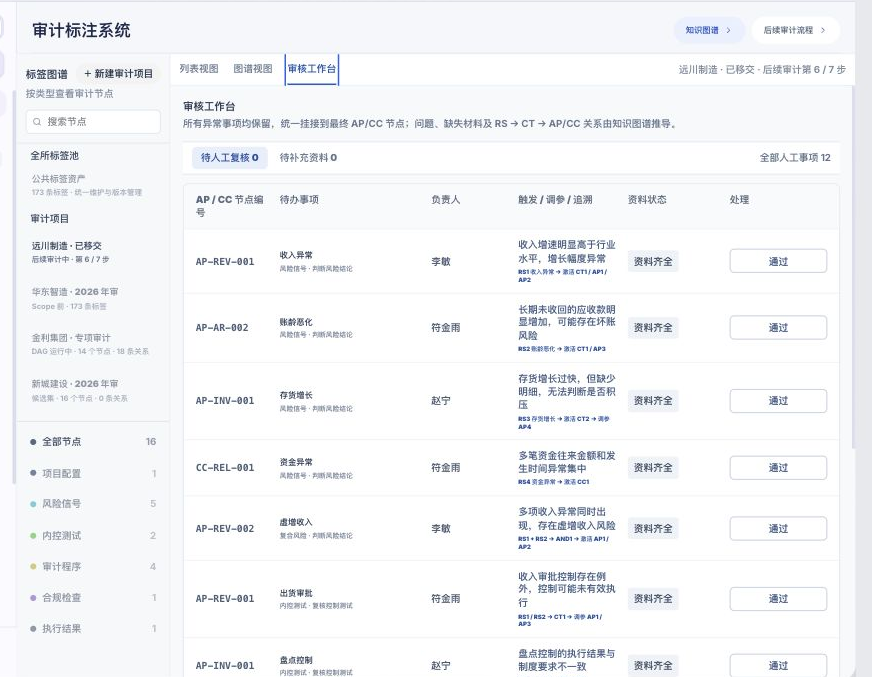 审计标注系统
知识图谱 >
后续审计流程 >
标签图谱
+ 新建审计项目
按类型查看审计节点
搜索节点
列表视图
图谱视图
审核工作台
远川制造 · 已移交 · 后续审计第 6 / 7 步
全所标签池
公共标签资产
173 条标签 · 统一维护与版本管理
审计项目
远川制造 · 已移交
后续审计中 · 第 6 / 7 步
华东智造 · 2026 年审
Scope 前 · 173 条标签
金利集团 · 专项审计
DAG 运行中 · 14 个节点 · 18 条关系
新城建设 · 2026 年审
候选集 · 16 个节点 · 0 条关系
全部节点 16
项目配置 1
风险信号 5
内控测试 2
审计程序 4
合规检查 1
执行结果 1
审核工作台
所有异常事项均保留，统一挂接到最终 AP/CC 节点；问题、缺失材料及 RS → CT → AP/CC 关系由知识图谱推导。
待人工复核 0
待补充资料 0
全部人工事项 12
AP / CC 节点编
号
待办事项
负责人
触发 / 调参 / 追溯
资料状态
处理
AP-REV-001
收入异常
风险信号 · 判断风险结论
李敏
收入增速明显高于行业
水平，增长幅度异常
RS1 收入异常 → 激活 CT1 / AP1 /
AP2
资料齐全
通过
AP-AR-002
账龄恶化
风险信号 · 判断风险结论
符金雨
长期未收回的应收款明
显增加，可能存在坏账
风险
RS2 账龄恶化 → 激活 CT1 / AP3
资料齐全
通过
AP-INV-001
存货增长
风险信号 · 判断风险结论
赵宁
存货增长过快，但缺少
明细，无法判断是否积
压
RS3 存货增长 → 激活 CT2 → 调参
AP4
资料齐全
通过
CC-REL-001
资金异常
风险信号 · 判断风险结论
符金雨
多笔资金往来金额和发
生时间异常集中
RS4 资金异常 → 激活 CC1
资料齐全
通过
AP-REV-002
虚增收入
复合风险 · 判断风险结论
李敏
多项收入异常同时出
现，存在虚增收入风险
RS1 + RS2 → AND1 → 激活 AP1 /
AP2
资料齐全
通过
AP-REV-001
出货审批
内控测试 · 复核控制测试
符金雨
收入审批控制存在例
外，控制可能未有效执
行
RS1 / RS2 → CT1 → 调参 AP1 /
AP3
资料齐全
通过
AP-INV-001
盘点控制
内控测试 · 复核控制测试
赵宁
盘点控制的执行结果与
制度要求不一致
资料齐全
通过